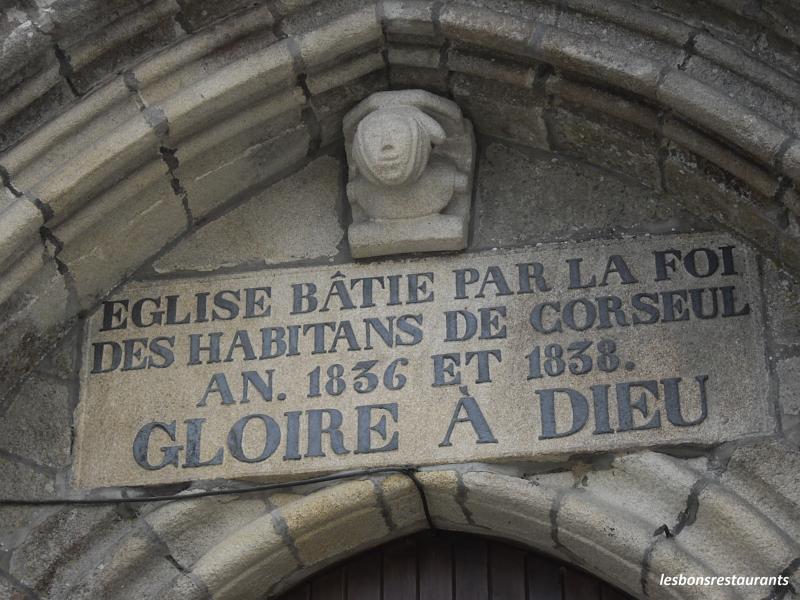 EGLISE BÂTIE PAR LA FOI
DES HABITANS DE CORSEUL
AN. 1836 ET 1838.
GLOIRE À DIEU
lesbonsrestaurants